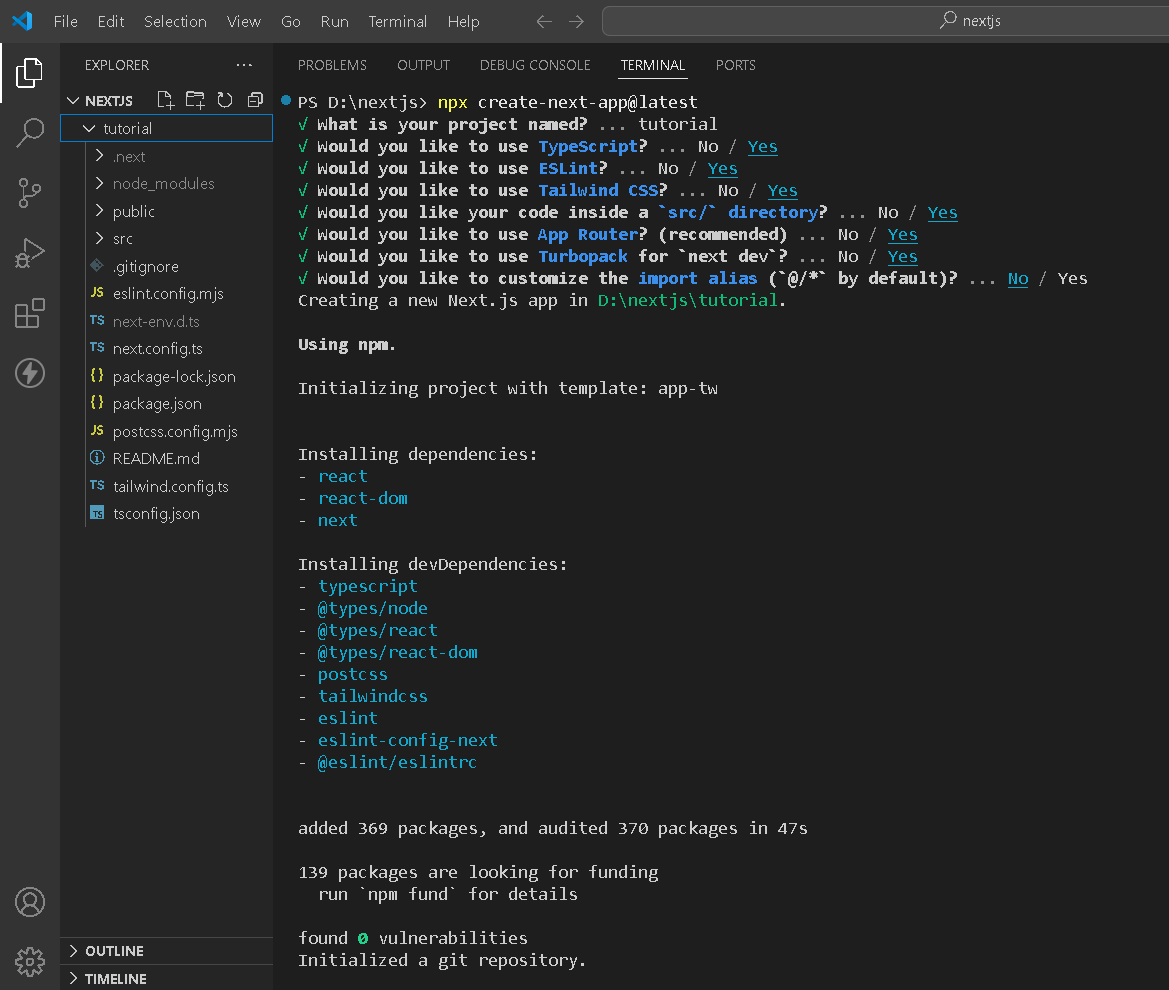 File Edit Selection View Go Run Terminal Help
nextjs
EXPLORER
NEXTJS
tutorial
.next
node_modules
public
src
.gitignore
JS eslint.config.mjs
TS next-env.d.ts
TS next.config.ts
{} package-lock.json
{} package.json
JS postcss.config.mjs
README.md
TS tailwind.config.ts
TS tsconfig.json
OUTLINE
TIMELINE
PROBLEMS OUTPUT DEBUG CONSOLE TERMINAL PORTS
PS D:\nextjs> npx create-next-app@latest
√ What is your project named? ... tutorial
√ Would you like to use TypeScript? ... No / Yes
√ Would you like to use ESLint? ... No / Yes
√ Would you like to use Tailwind CSS? ... No / Yes
√ Would you like your code inside a `src/` directory? ... No / Yes
√ Would you like to use App Router? (recommended) ... No / Yes
√ Would you like to use Turbopack for `next dev`? ... No / Yes
√ Would you like to customize the import alias (`@/*` by default)? ... No / Yes
Creating a new Next.js app in D:\nextjs\tutorial.
Using npm.
Initializing project with template: app-tw
Installing dependencies:
- react
- react-dom
- next
Installing devDependencies:
- typescript
- @types/node
- @types/react
- @types/react-dom
- postcss
- tailwindcss
- eslint
- eslint-config-next
- @eslint/eslintrc
added 369 packages, and audited 370 packages in 47s
139 packages are looking for funding
run `npm fund` for details
found 0 vulnerabilities
Initialized a git repository.